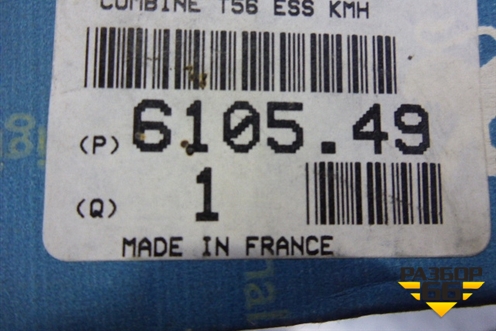 COMBINE T56 ESS KMH
(P) 6105.49
(Q) 1
MADE IN FRANCE
РАЗБОР